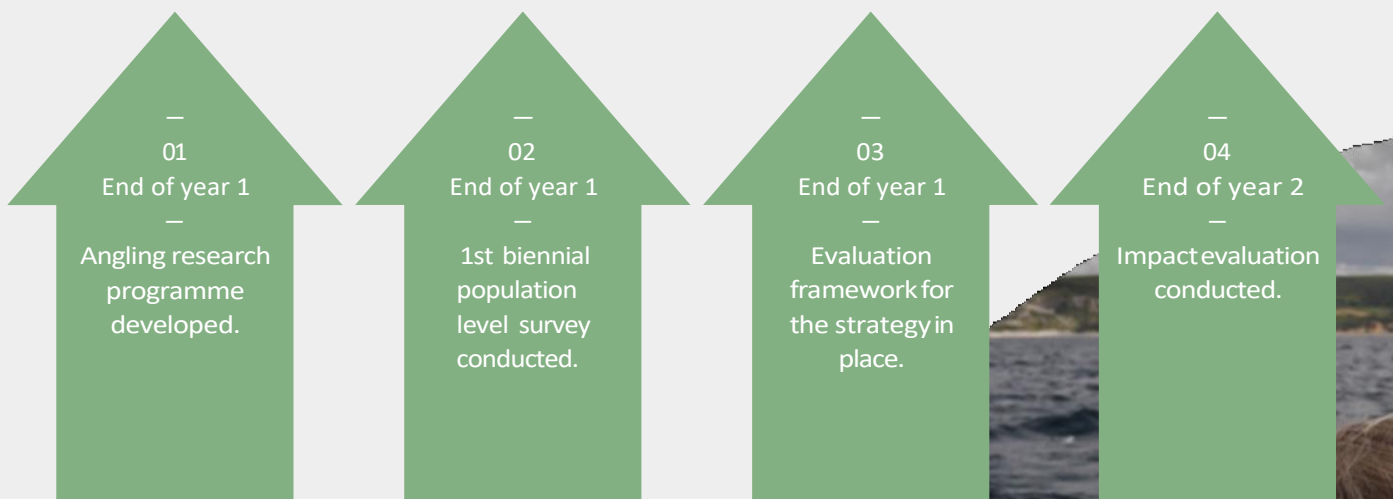 —
01
End of year 1
—
Angling research
programme
developed.
—
02
End of year 1
—
1st biennial
population
level survey
conducted.
—
03
End of year 1
—
Evaluation
framework for
the strategy in
place.
—
04
End of year 2
—
Impact evaluation
conducted.